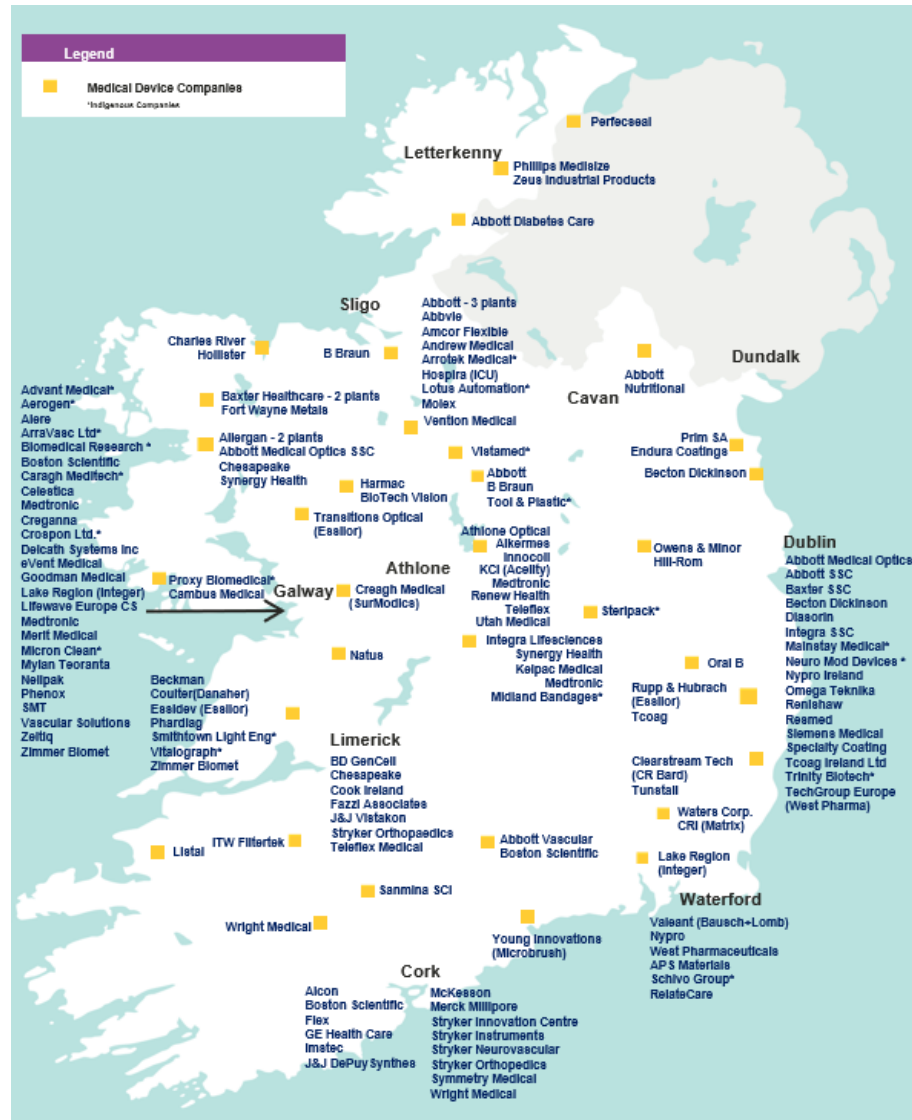 Legend
Medical Device Companies
*Indigenous Companies
Perfecseal
Letterkenny
Phillips Medisize
Zeus Industrial Products
Abbott Diabetes Care
Sligo
Charles River
Hollister
B Braun
Abbott - 3 plants
Abbvie
Amcor Flexible
Andrew Medical
Arrotek Medical*
Hospira (ICU)
Lotus Automation*
Molex
Vention Medical
Abbott
Nutritional
Dundalk
Cavan
Advant Medical*
Aerogen*
Alere
ArraVasc Ltd*
Biomedical Research *
Boston Scientific
Caragh Meditech*
Celestica
Medtronic
Creganna
Crospon Ltd.*
Delcath Systems Inc
eVent Medical
Goodman Medical
Lake Region (Integer)
Lifewave Europe CS
Medtronic
Merit Medical
Micron Clean*
Mylan Teoranta
Nelipak
Phenox
SMT
Vascular Solutions
Zeltiq
Zimmer Biomet
Baxter Healthcare - 2 plants
Fort Wayne Metals
Allergan - 2 plants
Abbott Medical Optics SSC
Chesapeake
Synergy Health
Vistamed*
Abbott
B Braun
Tool & Plastic*
Prim SA
Endura Coatings
Becton Dickinson
Harmac
BioTech Vision
Transitions Optical
(Essilor)
Athlone
Athlone Optical
Alkermes
Innocoll
KCI (Acelity)
Medtronic
Renew Health
Teleflex
Utah Medical
Owens & Minor
Hill-Rom
Proxy Biomedical*
Cambus Medical
Galway
Creagh Medical
(SurModics)
Steripack*
Natus
Integra Lifesciences
Synergy Health
Kelpac Medical
Medtronic
Midland Bandages*
Oral B
Rupp & Hubrach
(Essilor)
Tcoag
Dublin
Abbott Medical Optics
Abbott SSC
Baxter SSC
Becton Dickinson
Diasorin
Integra SSC
Mainstay Medical*
Neuro Mod Devices *
Nypro Ireland
Omega Teknika
Renishaw
Resmed
Siemens Medical
Specialty Coating
Tcoag Ireland Ltd
Trinity Biotech*
TechGroup Europe
(West Pharma)
Beckman
Coulter(Danaher)
Essidev (Essilor)
Phardiag
Smithtown Light Eng*
Vitalograph*
Zimmer Biomet
Limerick
BD GenCell
Chesapeake
Cook Ireland
Fazzi Associates
J&J Vistakon
Stryker Orthopaedics
Teleflex Medical
Clearstream Tech
(CR Bard)
Tunstall
Waters Corp.
CRI (Matrix)
Listal
ITW Filtertek
Abbott Vascular
Boston Scientific
Lake Region
(Integer)
Sanmina SCI
Wright Medical
Young Innovations
(Microbrush)
Waterford
Valeant (Bausch+Lomb)
Nypro
West Pharmaceuticals
APS Materials
Schivo Group*
RelateCare
Cork
Alcon
Boston Scientific
Flex
GE Health Care
Imstec
J&J DePuy Synthes
McKesson
Merck Millipore
Stryker Innovation Centre
Stryker Instruments
Stryker Neurovascular
Stryker Orthopedics
Symmetry Medical
Wright Medical